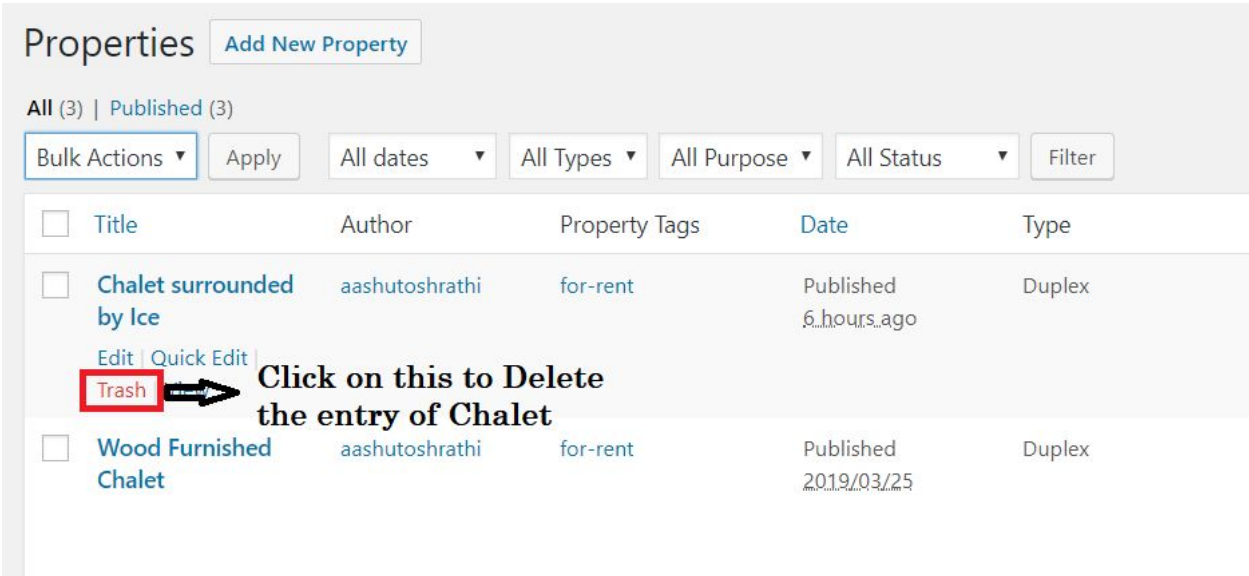 Properties Add New Property
All (3) | Published (3)
Bulk Actions Apply All dates All Types All Purpose All Status Filter
Title Author Property Tags Date Type
Chalet surrounded aashutoshrathi for-rent Published Duplex
by Ice 6 hours ago
Edit | Quick Edit |
Trash Click on this to Delete
the entry of Chalet
Wood Furnished aashutoshrathi for-rent Published Duplex
Chalet 2019/03/25